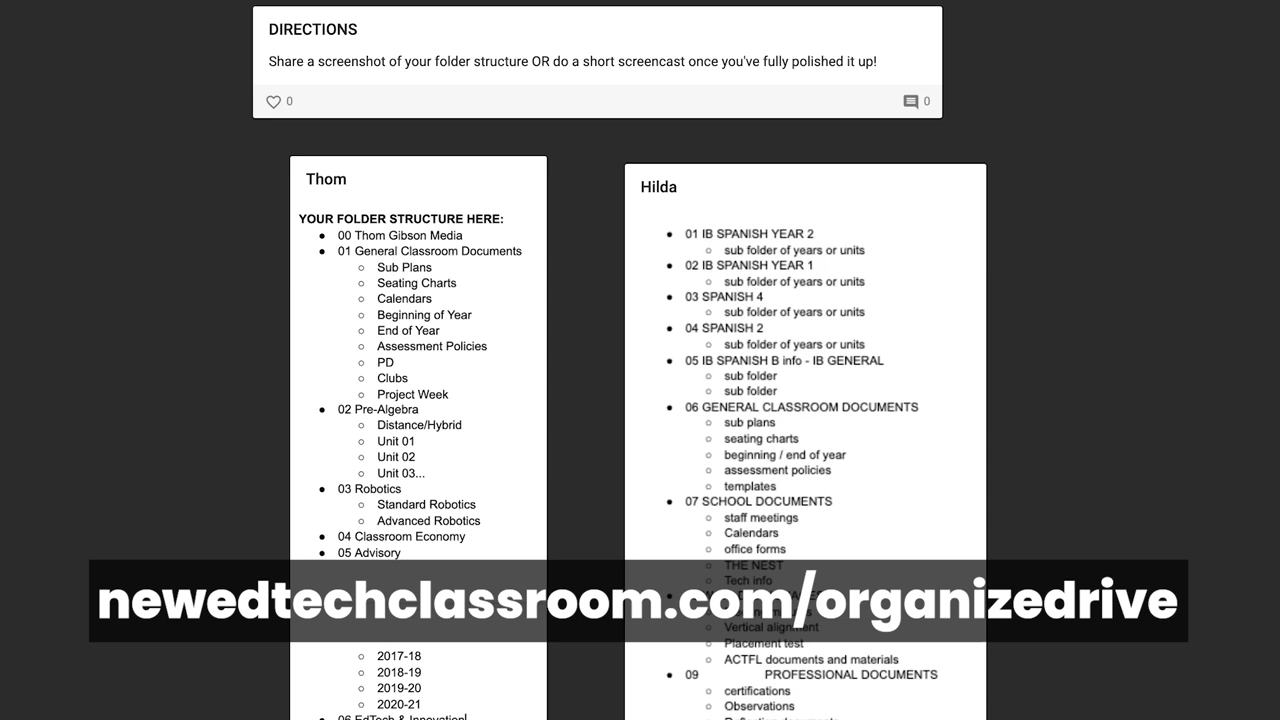 DIRECTIONS
Share a screenshot of your folder structure OR do a short screencast once you've fully polished it up!
0
0
Thom
YOUR FOLDER STRUCTURE HERE:
00 Thom Gibson Media
01 General Classroom Documents
Sub Plans
Seating Charts
Calendars
Beginning of Year
End of Year
Assessment Policies
PD
Clubs
Project Week
02 Pre-Algebra
Distance/Hybrid
Unit 01
Unit 02
Unit 03...
03 Robotics
Standard Robotics
Advanced Robotics
04 Classroom Economy
05 Advisory
2017-18
2018-19
2019-20
2020-21
06 EdTech & Innovation
Hilda
01 IB SPANISH YEAR 2
sub folder of years or units
02 IB SPANISH YEAR 1
sub folder of years or units
03 SPANISH 4
sub folder of years or units
04 SPANISH 2
sub folder of years or units
05 IB SPANISH B info - IB GENERAL
sub folder
sub folder
06 GENERAL CLASSROOM DOCUMENTS
sub plans
seating charts
beginning / end of year
assessment policies
templates
07 SCHOOL DOCUMENTS
staff meetings
Calendars
office forms
THE NEST
Tech info
Vertical alignment
Placement test
ACTFL documents and materials
09 PROFESSIONAL DOCUMENTS
certifications
Observations
newedtechclassroom.com/organizedrive